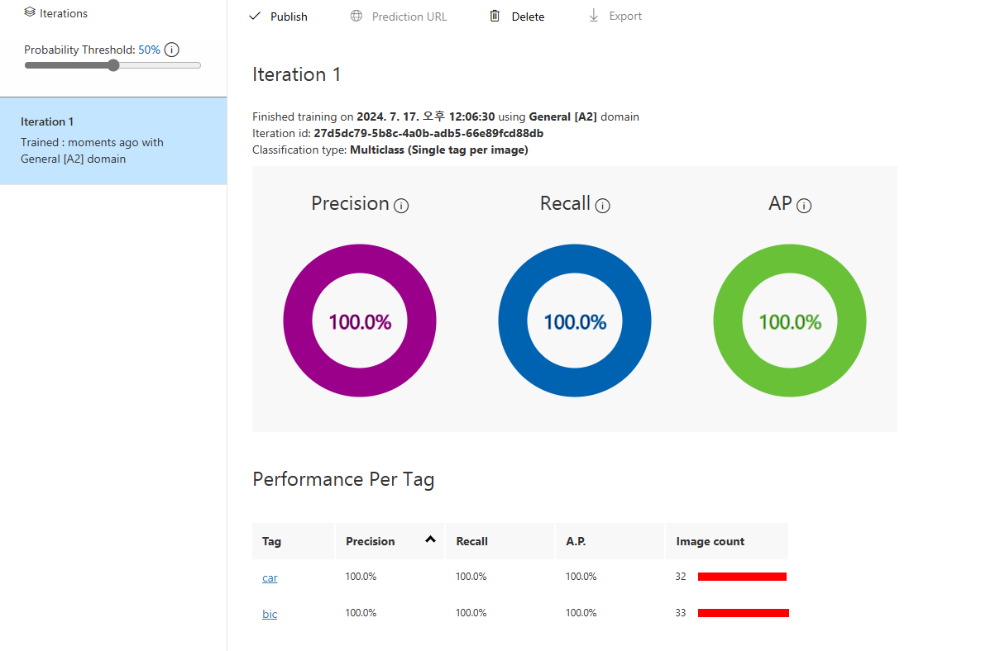 Iterations
Probability Threshold: 50%
Iteration 1
Trained : moments ago with
General [A2] domain
Publish
Prediction URL
Delete
Export
Iteration 1
Finished training on 2024. 7. 17. 오후 12:06:30 using General [A2] domain
Iteration id: 27d5dc79-5b8c-4a0b-adb5-66e89fcd88db
Classification type: Multiclass (Single tag per image)
Precision
Recall
AP
100.0%
100.0%
100.0%
Performance Per Tag
Tag Precision Recall A.P. Image count
car 100.0% 100.0% 100.0% 32
bic 100.0% 100.0% 100.0% 33